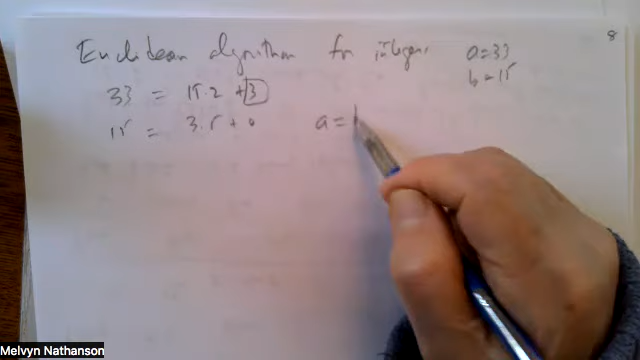 Euclidean algorithm for integers a=33
b=15
8
33 = 15·2 + 3
15 = 3·5 + 0
a =
Melvyn Nathanson